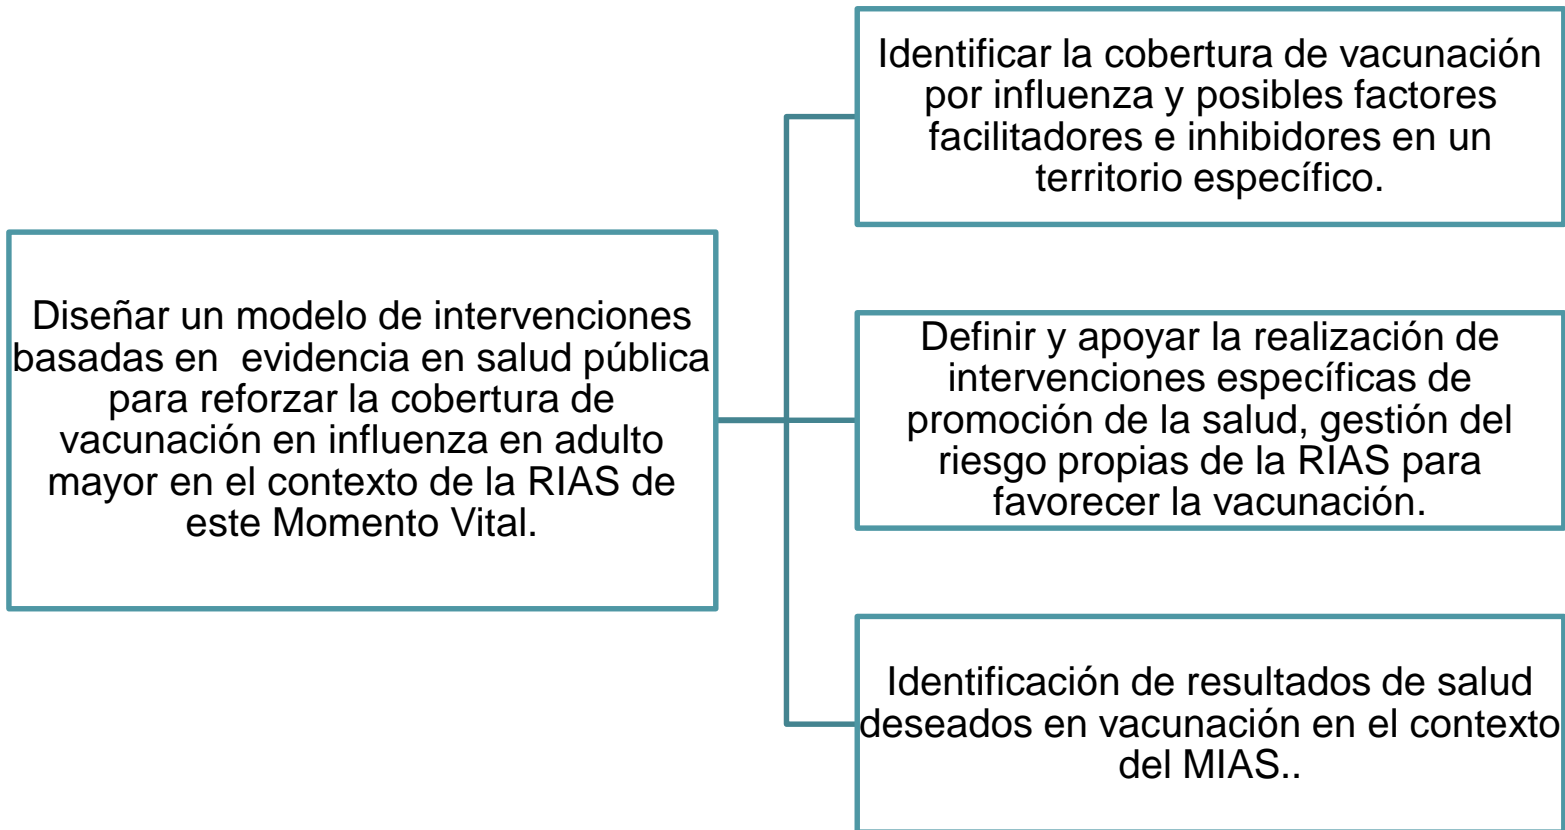 Diseñar un modelo de intervenciones
basadas en  evidencia en salud pública
para reforzar la cobertura de
vacunación en influenza en adulto
mayor en el contexto de la RIAS de
este Momento Vital.
Identificar la cobertura de vacunación
por influenza y posibles factores
facilitadores e inhibidores en un
territorio específico.
Definir y apoyar la realización de
intervenciones específicas de
promoción de la salud, gestión del
riesgo propias de la RIAS para
favorecer la vacunación.
Identificación de resultados de salud
deseados en vacunación en el contexto
del MIAS..